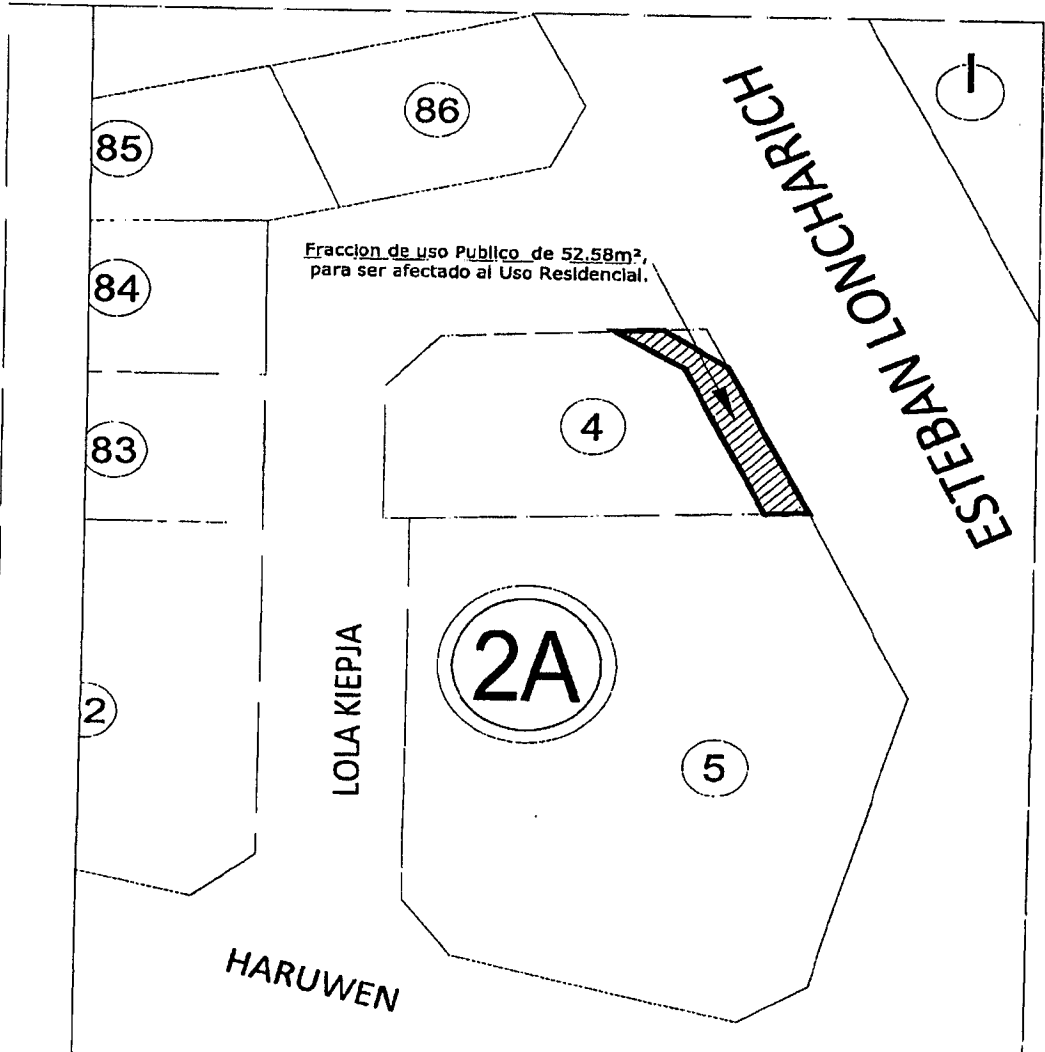 86
I
85
ESTEBAN LONCHARICH
Fraccion de uso Publico de 52.58m²,
para ser afectado al Uso Residencial.
84
4
83
2A
LOLA KIEPJA
2
5
HARUWEN